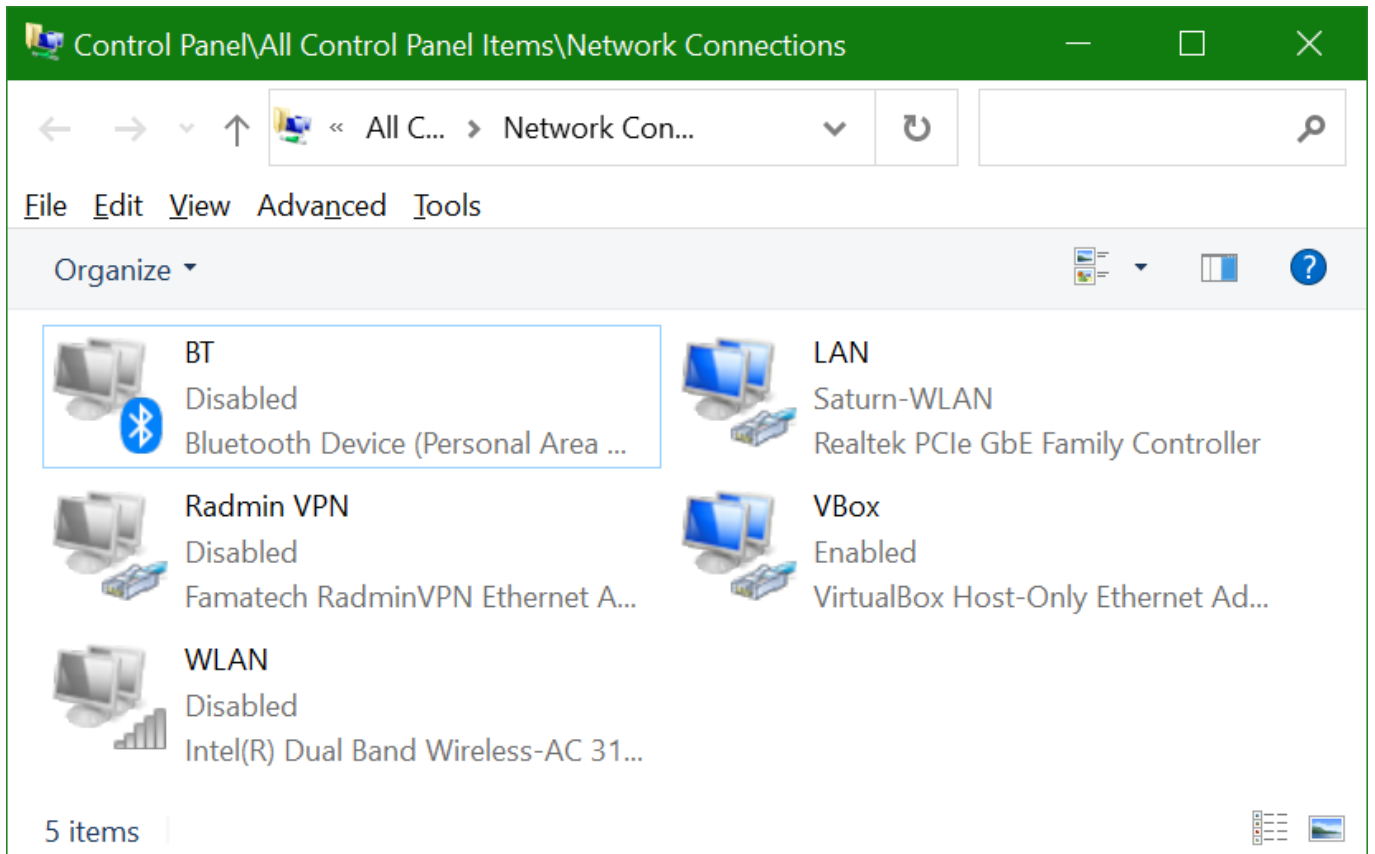 Control Panel\All Control Panel Items\Network Connections
« All C... > Network Con...
File Edit View Advanced Tools
Organize
BT
Disabled
Bluetooth Device (Personal Area ...
LAN
Saturn-WLAN
Realtek PCIe GbE Family Controller
Radmin VPN
Disabled
Famatech RadminVPN Ethernet A...
VBox
Enabled
VirtualBox Host-Only Ethernet Ad...
WLAN
Disabled
Intel(R) Dual Band Wireless-AC 31...
5 items